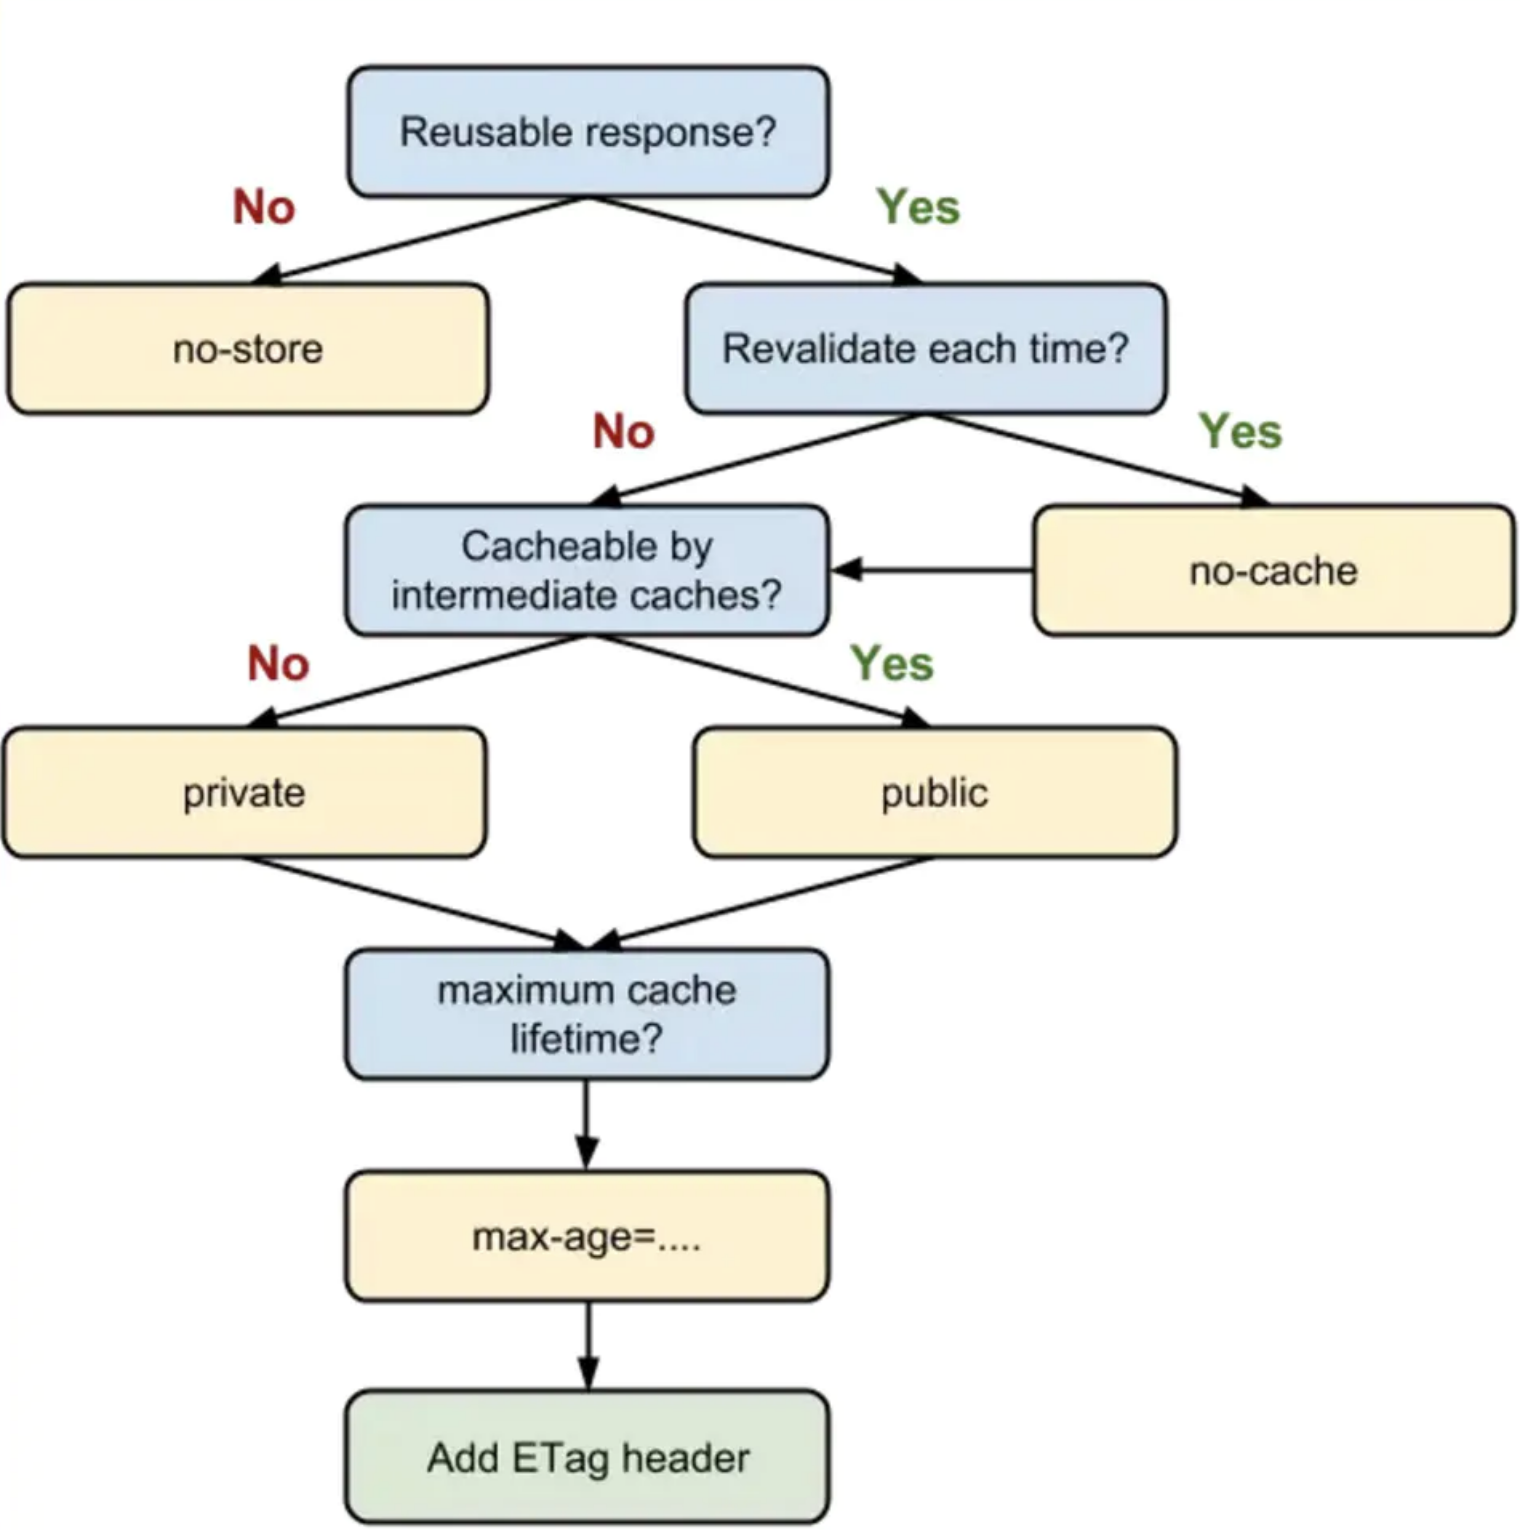 Reusable response?
No
Yes
no-store
Revalidate each time?
No
Yes
Cacheable by
intermediate caches?
no-cache
No
Yes
private
public
maximum cache
lifetime?
max-age=....
Add ETag header